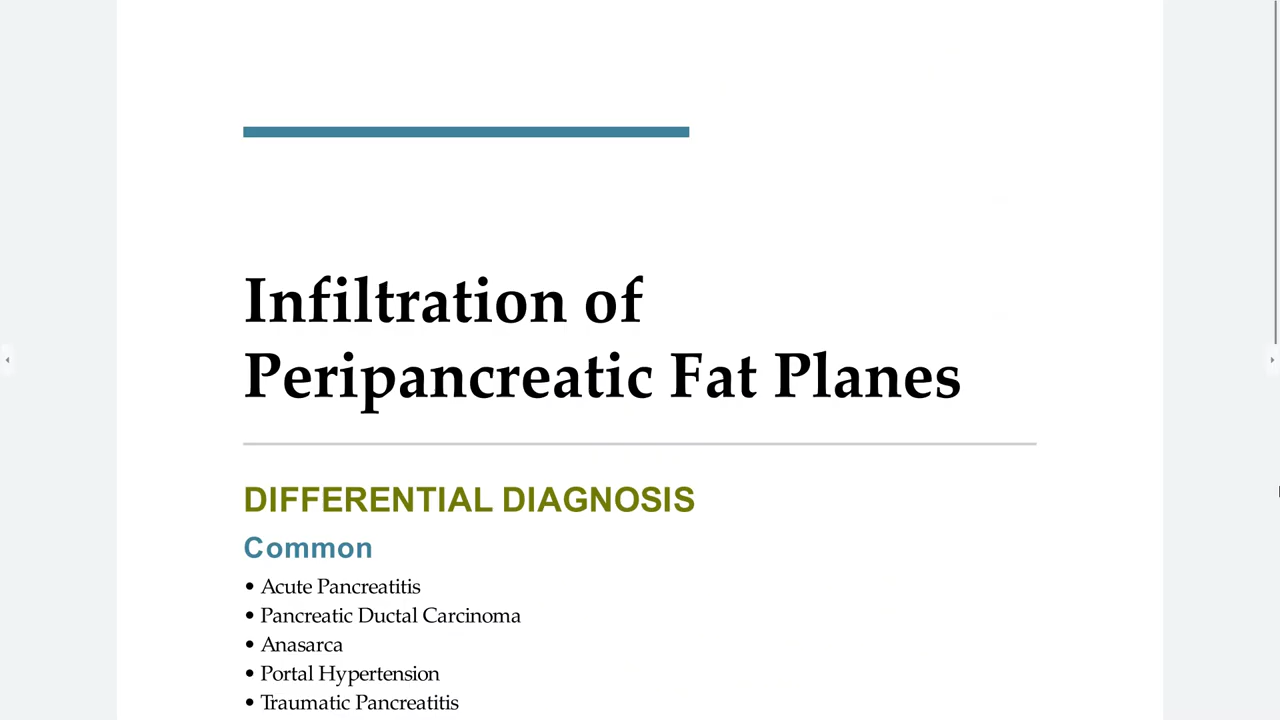 Infiltration of
Peripancreatic Fat Planes
DIFFERENTIAL DIAGNOSIS
Common
• Acute Pancreatitis
• Pancreatic Ductal Carcinoma
• Anasarca
• Portal Hypertension
• Traumatic Pancreatitis